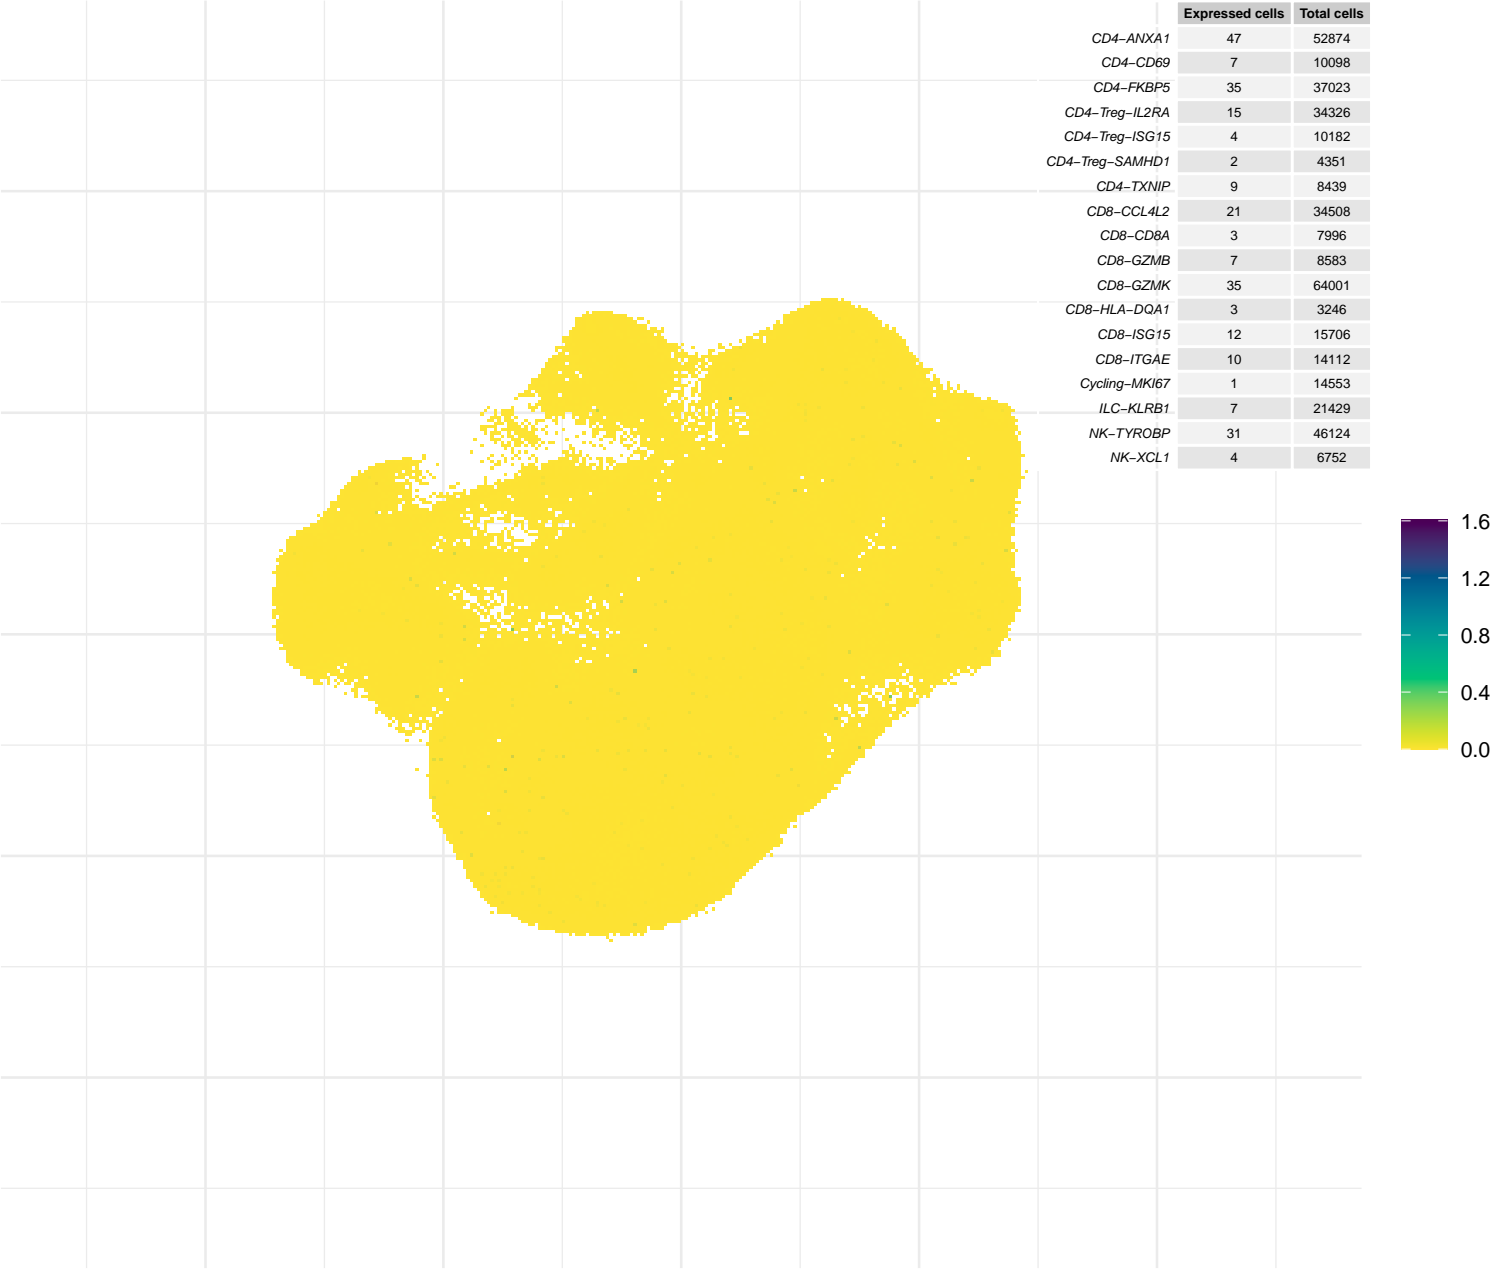 Expressed cells Total cells
CD4−ANXA1 47 52874
CD4−CD69 7 10098
CD4−FKBP5 35 37023
CD4−Treg−IL2RA 15 34326
CD4−Treg−ISG15 4 10182
CD4−Treg−SAMHD1 2 4351
CD4−TXNIP 9 8439
CD8−CCL4L2 21 34508
CD8−CD8A 3 7996
CD8−GZMB 7 8583
CD8−GZMK 35 64001
CD8−HLA−DQA1 3 3246
CD8−ISG15 12 15706
CD8−ITGAE 10 14112
Cycling−MKI67 1 14553
ILC−KLRB1 7 21429
NK−TYROBP 31 46124
NK−XCL1 4 6752
1.6
1.2
0.8
0.4
0.0